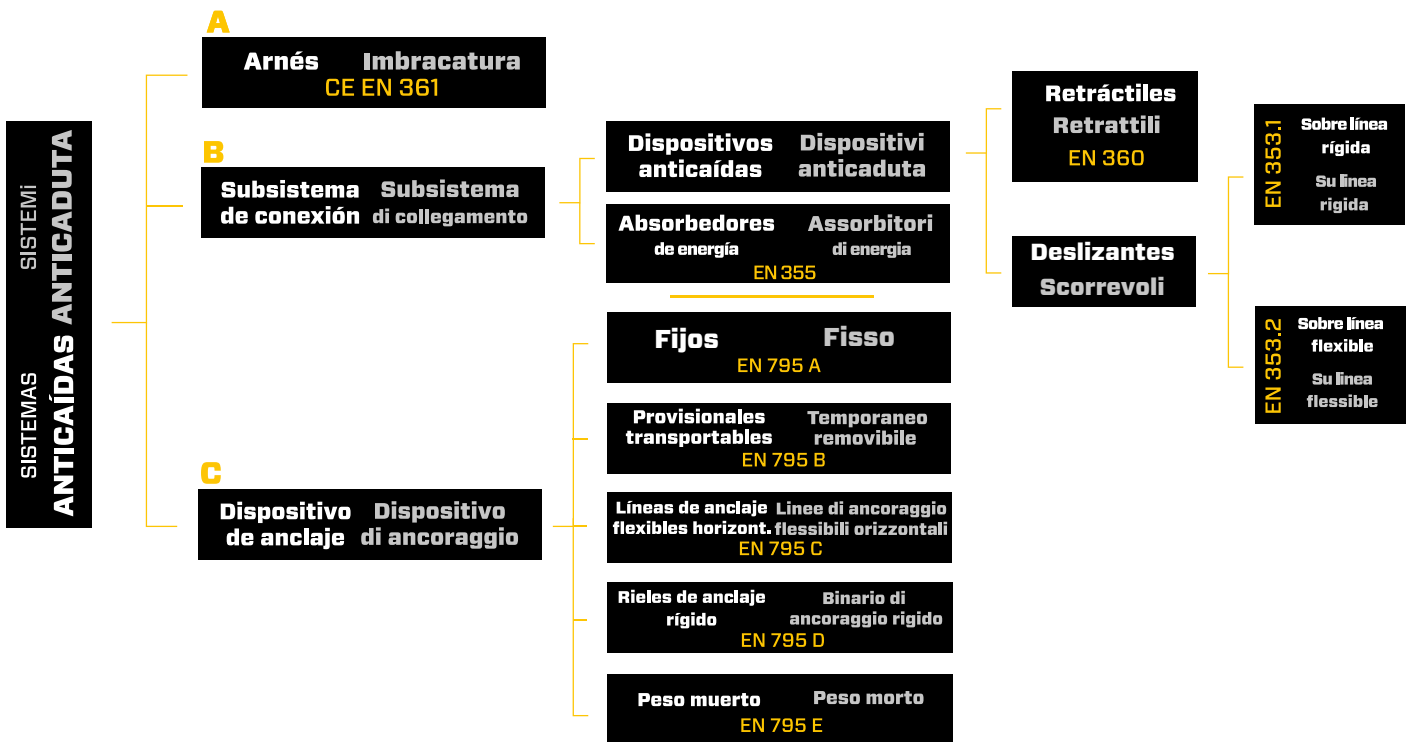 SISTEMAS SISTEMi
ANTICAÍDAS ANTICADUTA
A
Arnés Imbracatura
CE EN 361
B
Subsistema Subsistema
de conexión di collegamento
Dispositivos Dispositivi
anticaídas anticaduta
Absorbedores Assorbitori
de energía di energia
EN 355
Retráctiles
Retrattili
EN 360
Deslizantes
Scorrevoli
EN 353.1
Sobre línea
rígida
Su linea
rigida
EN 353.2
Sobre línea
flexible
Su linea
flessible
C
Dispositivo Dispositivo
de anclaje di ancoraggio
Fijos Fisso
EN 795 A
Provisionales Temporaneo
transportables removibile
EN 795 B
Líneas de anclaje Linee di ancoraggio
flexibles horizont. flessibili orizzontali
EN 795 C
Rieles de anclaje Binario di
rígido ancoraggio rigido
EN 795 D
Peso muerto Peso morto
EN 795 E